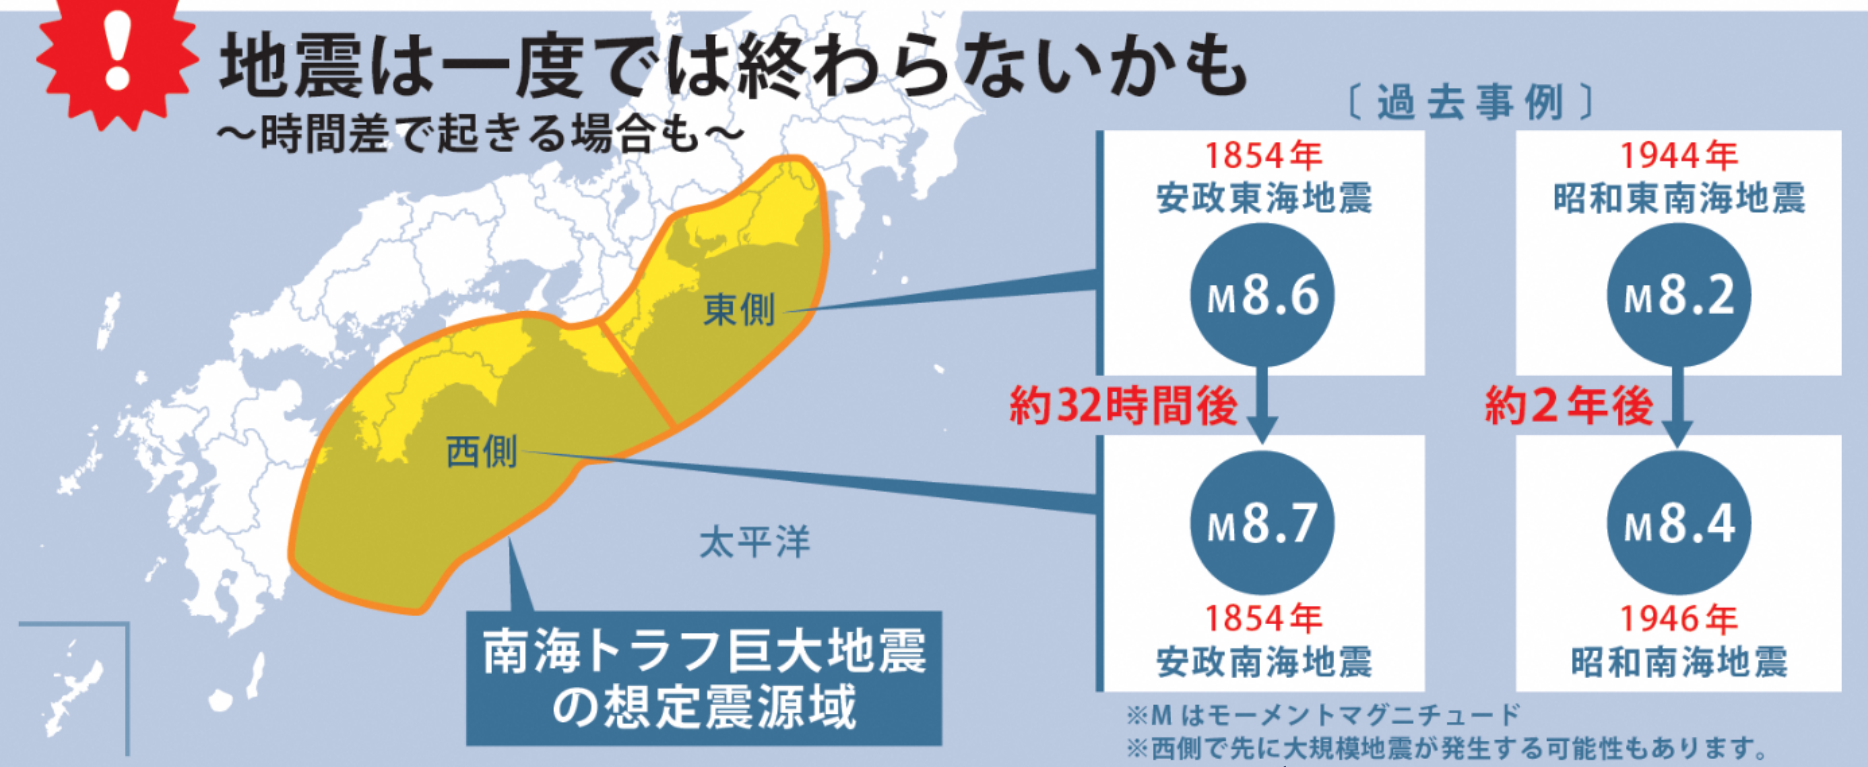 !
地震は一度では終わらないかも
～時間差で起きる場合も～
〔過去事例〕
1854年
安政東海地震
M8.6
約32時間後
M8.7
1854年
安政南海地震
1944年
昭和東南海地震
M8.2
約2年後
M8.4
1946年
昭和南海地震
東側
西側
太平洋
南海トラフ巨大地震
の想定震源域
※Mはモーメントマグニチュード
※西側で先に大規模地震が発生する可能性もあります。